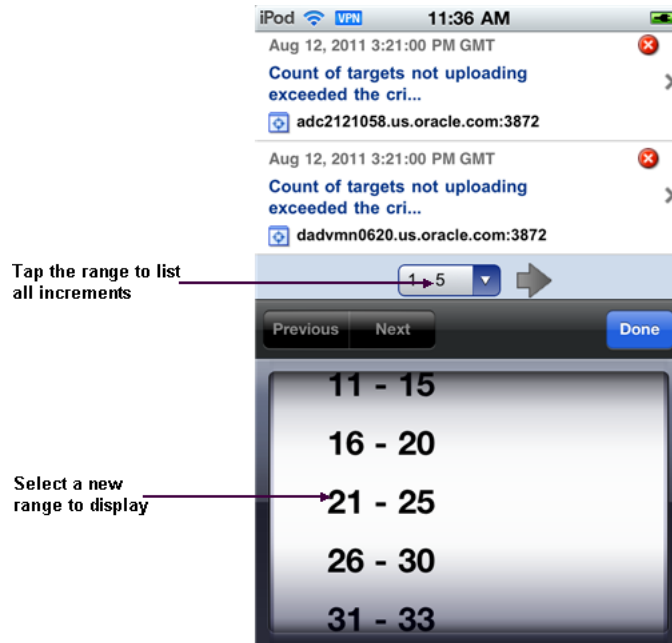 iPod VPN 11:36 AM
Aug 12, 2011 3:21:00 PM GMT
Count of targets not uploading
exceeded the cri...
adc2121058.us.oracle.com:3872
Aug 12, 2011 3:21:00 PM GMT
Count of targets not uploading
exceeded the cri...
dadvmn0620.us.oracle.com:3872
Tap the range to list
all increments
1 - 5
Previous Next Done
11 - 15
16 - 20
Select a new
range to display
21 - 25
26 - 30
31 - 33